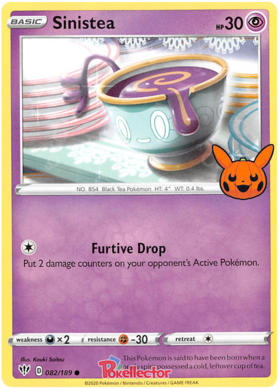 BASIC Sinistea HP30
NO. 854 Black Tea Pokémon HT: 4" WT: 0.4 lbs.
Furtive Drop
Put 2 damage counters on your opponent's Active Pokémon.
Illus. Kouki Saitou
weakness ×2 resistance -30 retreat
D 082/189
This Pokémon is said to have been born when a
possessed a cold, leftover cup of tea.
Pokellector
©2020 Pokémon / Nintendo / Creatures / GAME FREAK